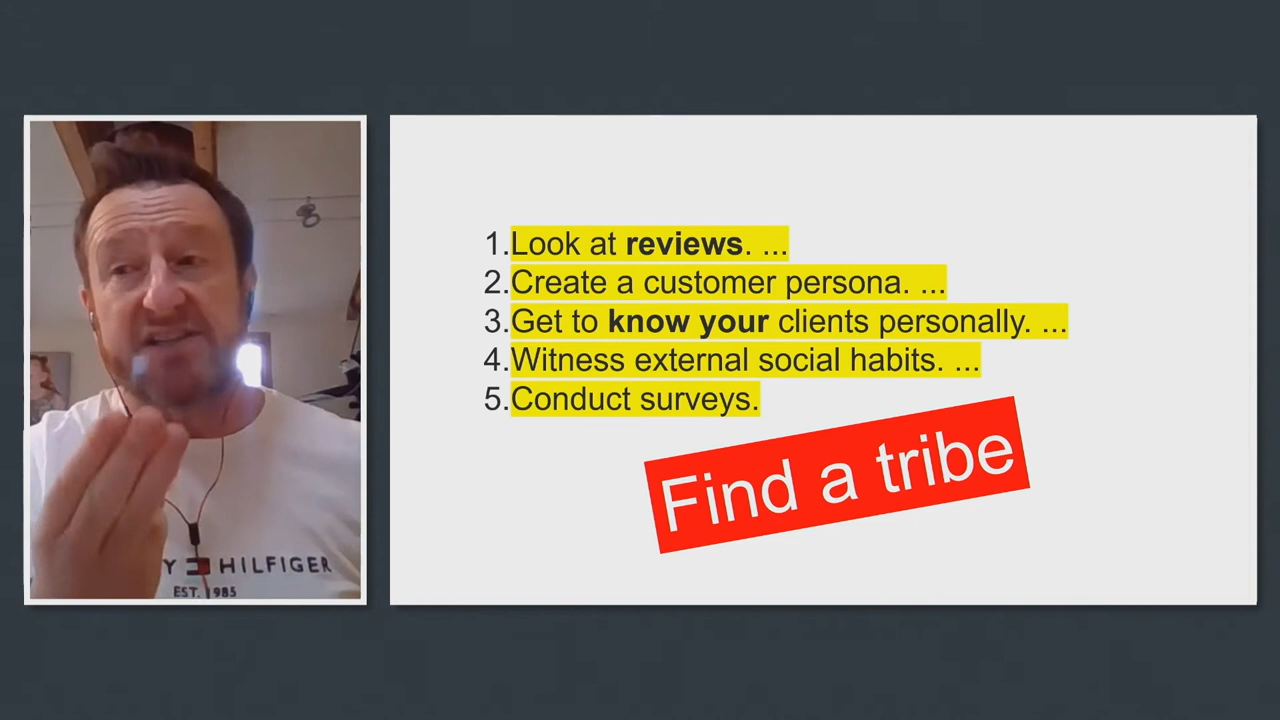 1.Look at reviews. ...
2.Create a customer persona. ...
3.Get to know your clients personally. ...
4.Witness external social habits. ...
5.Conduct surveys.
Find a tribe
Y HILFIGER
EST. 1985